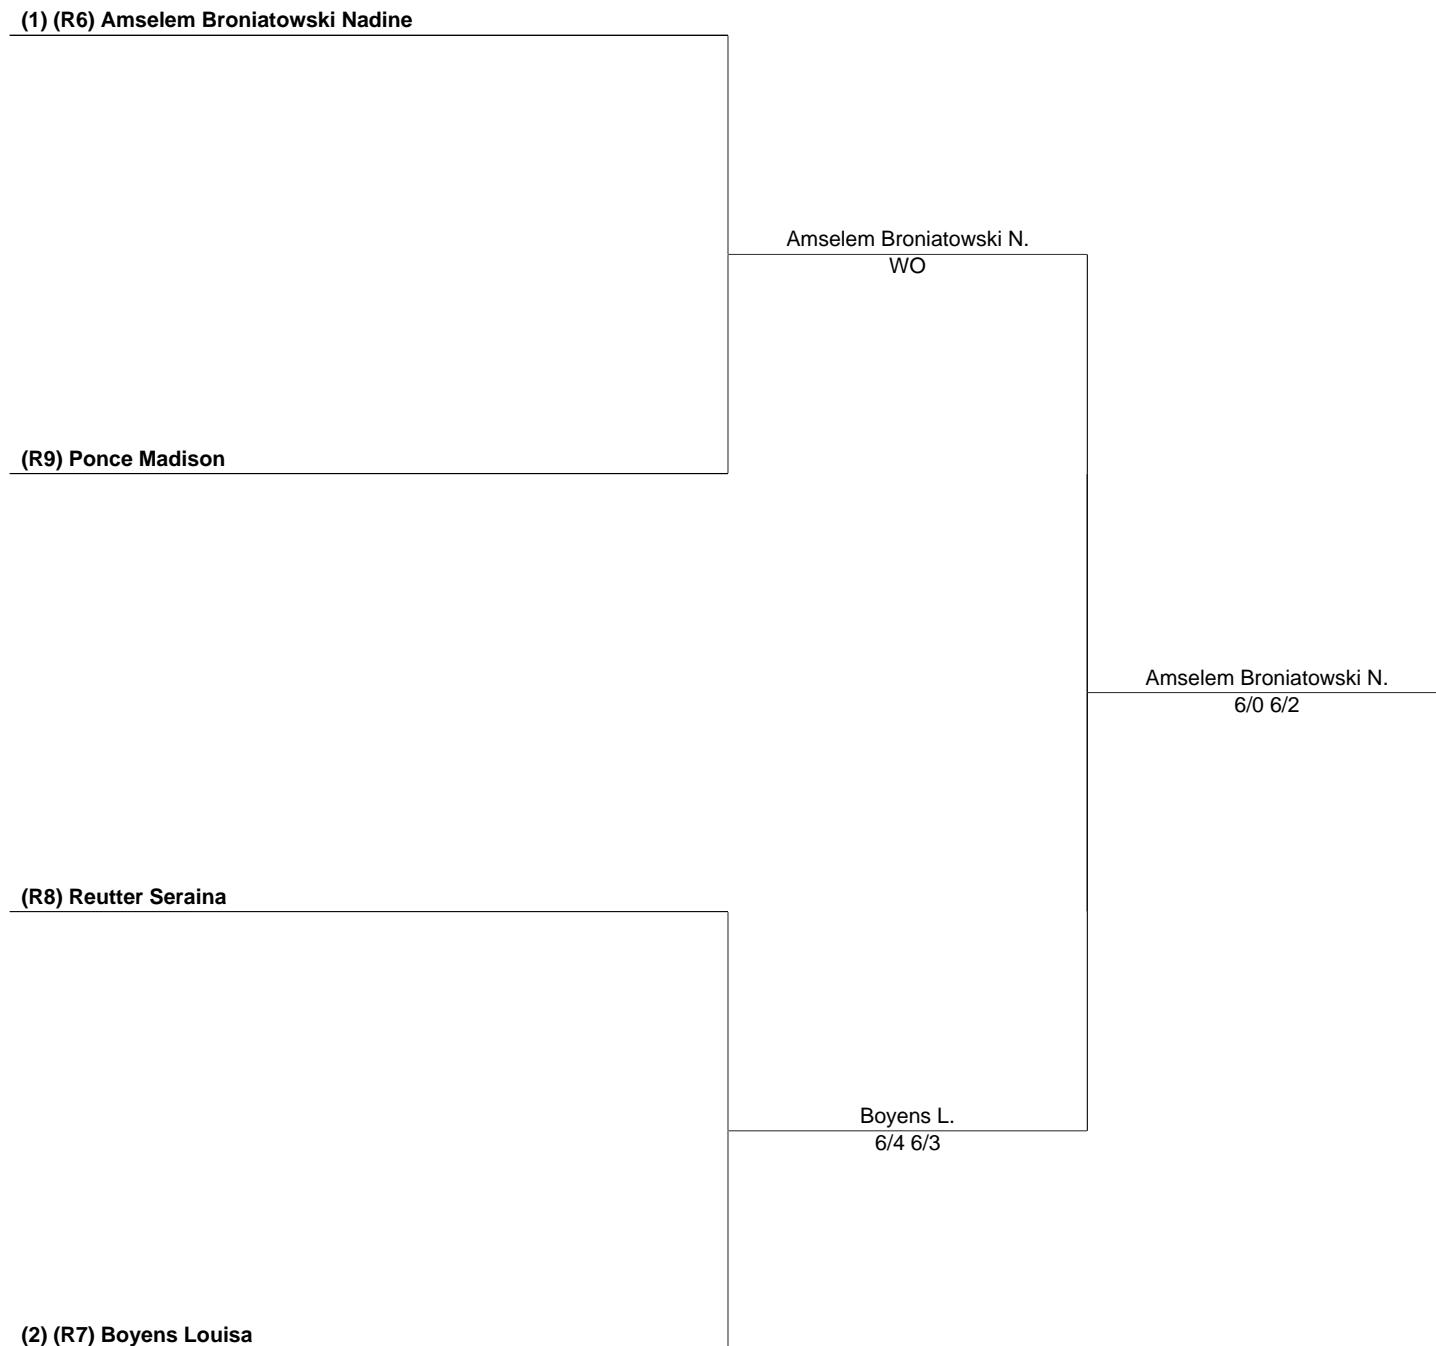 (1) (R6) Amselem Broniatowski Nadine
Amselem Broniatowski N.
WO
(R9) Ponce Madison
Amselem Broniatowski N.
6/0 6/2
(R8) Reutter Seraina
Boyens L.
6/4 6/3
(2) (R7) Boyens Louisa